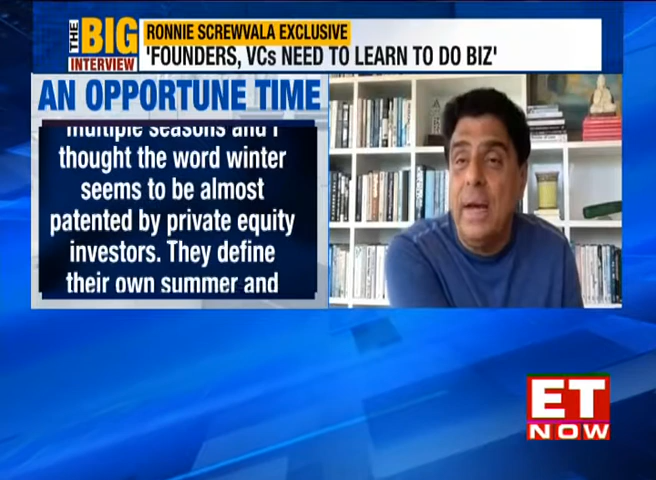 THE
BIG
INTERVIEW
RONNIE SCREWVALA EXCLUSIVE
'FOUNDERS, VCs NEED TO LEARN TO DO BIZ'
AN OPPORTUNE TIME
multiple seasons and I
thought the word winter
seems to be almost
patented by private equity
investors. They define
their own summer and
ET
NOW